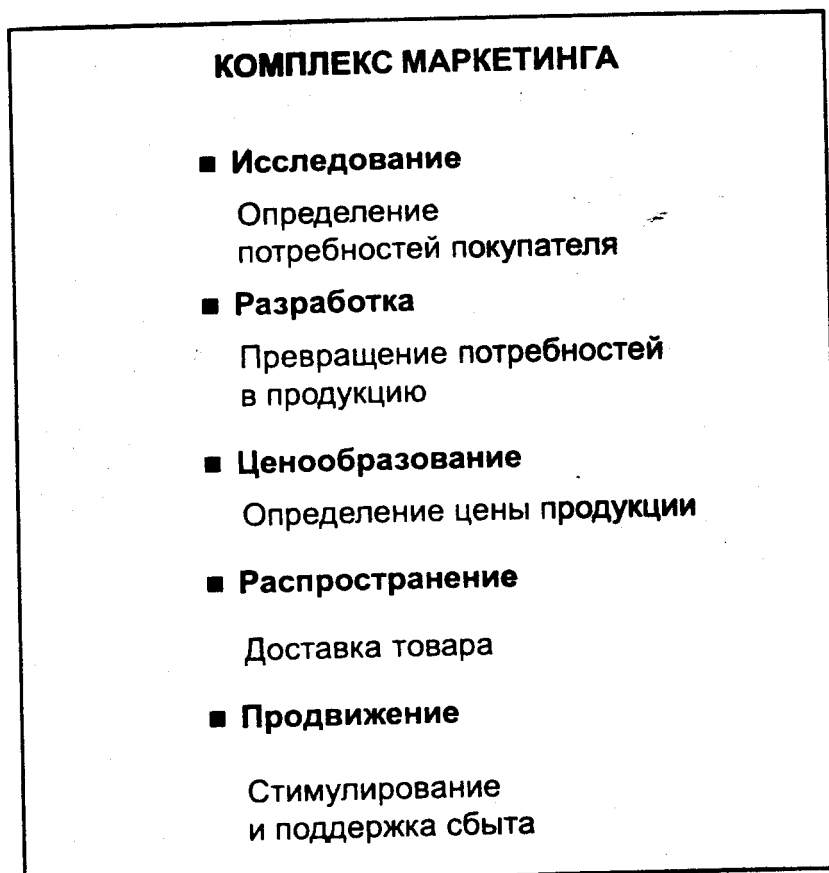 КОМПЛЕКС МАРКЕТИНГА
■ Исследование
Определение
потребностей покупателя
■ Разработка
Превращение потребностей
в продукцию
■ Ценообразование
Определение цены продукции
■ Распространение
Доставка товара
■ Продвижение
Стимулирование
и поддержка сбыта